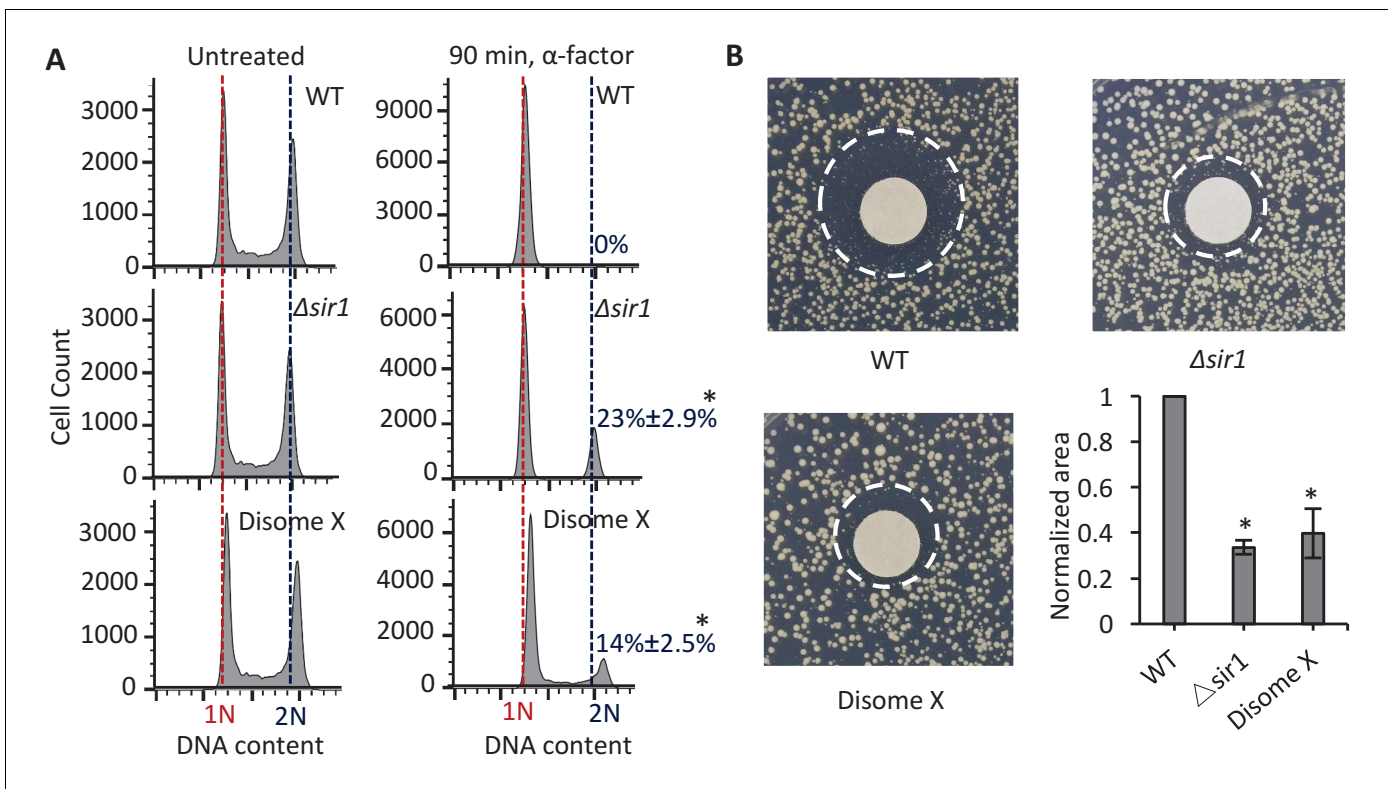 A
Untreated
90 min, α-factor
Cell Count
WT
3000
2000
1000
0
WT
9000
6000
3000
0
0%
Δsir1
3000
2000
1000
0
Δsir1
6000
4000
2000
0
*
23%±2.9%
Disome X
3000
2000
1000
0
Disome X
6000
4000
2000
0
*
14%±2.5%
1N 2N
DNA content
1N 2N
DNA content
B
WT
Δsir1
Disome X
Normalized area
1
0.8
0.6
0.4
0.2
0
*
*
WT
△sir1
Disome X